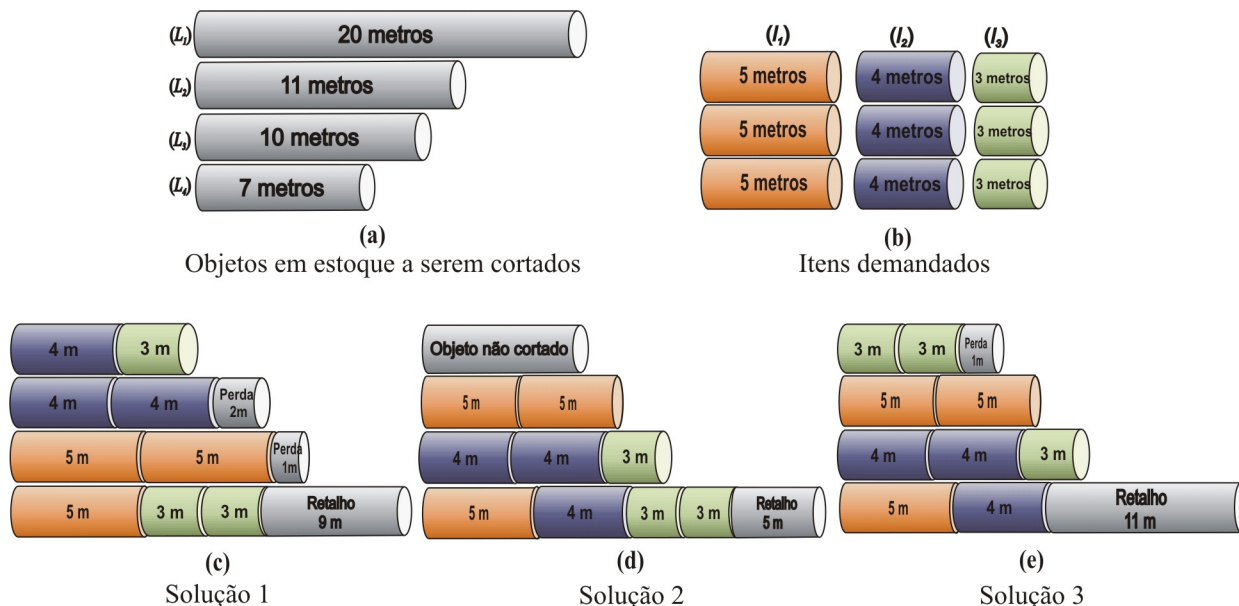 (L₁) 20 metros
(L₂) 11 metros
(L₃) 10 metros
(L₄) 7 metros
(a)
Objetos em estoque a serem cortados
(l₁) (l₂) (l₃)
5 metros 4 metros 3 metros
5 metros 4 metros 3 metros
5 metros 4 metros 3 metros
(b)
Itens demandados
4 m 3 m
4 m 4 m Perda
2m
5 m 5 m Perda
1m
5 m 3 m 3 m Retalho
9 m
(c)
Solução 1
Objeto não cortado
5 m 5 m
4 m 4 m 3 m
5 m 4 m 3 m 3 m Retalho
5 m
(d)
Solução 2
3 m 3 m Perda
1m
5 m 5 m
4 m 4 m 3 m
5 m 4 m Retalho
11 m
(e)
Solução 3